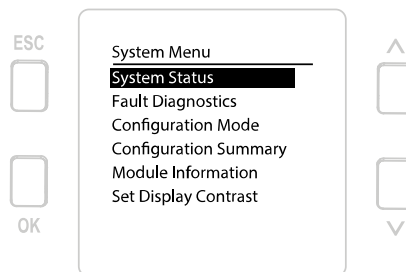 ESC
OK
System Menu
System Status
Fault Diagnostics
Configuration Mode
Configuration Summary
Module Information
Set Display Contrast